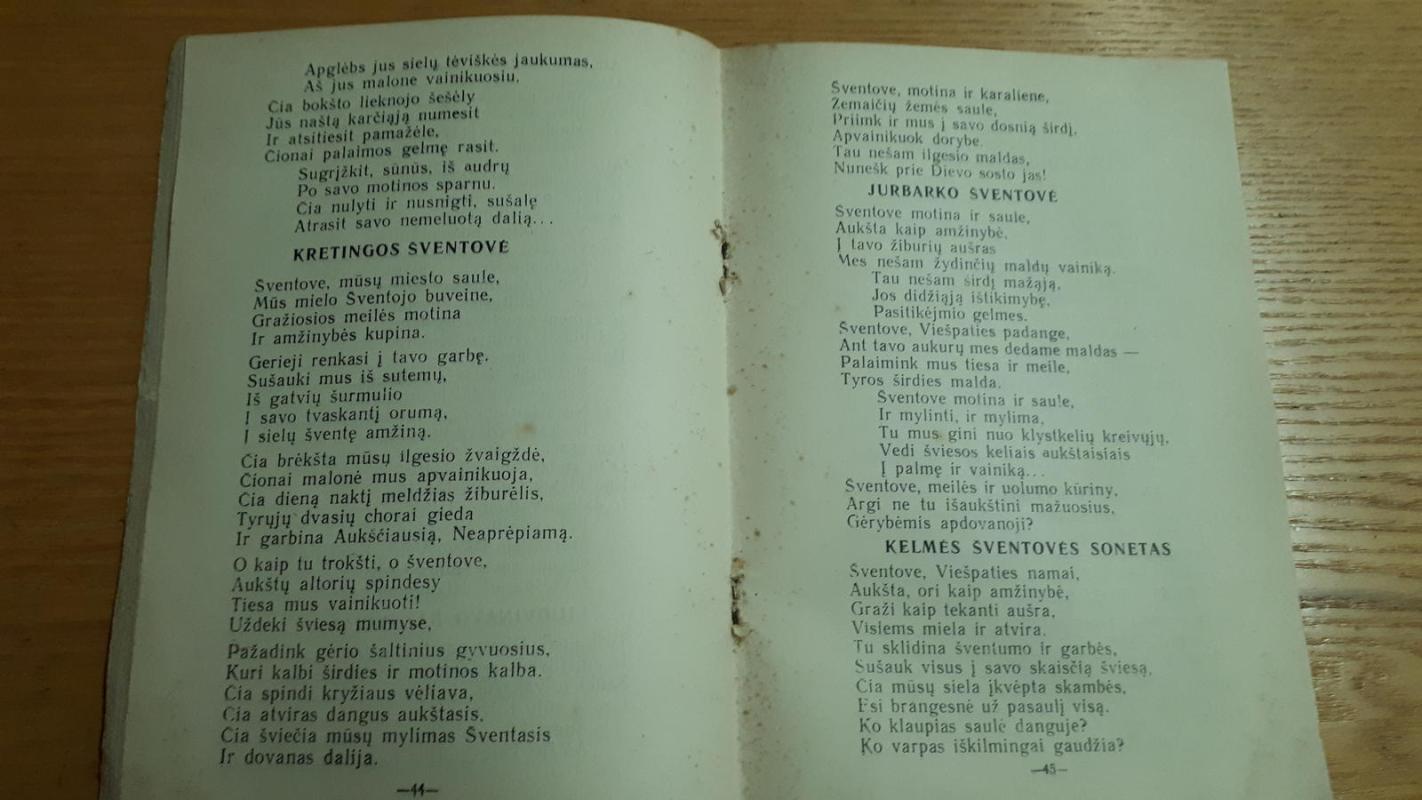 Apglėbs jus sielų tėviškės jaukumas,
Aš jus malone vainikuosiu.
Čia bokšto lieknojo šešėly
Jūs naštą karčiąją numesit
Ir atsitiesit pamažėle,
Čionai palaimos gelmę rasit.
Sugrįžkit, sūnūs, iš audrų
Po savo motinos sparnu.
Čia nulyti ir nusnigti, sušalę
Atrasit savo nemeluotą dalią...
KRETINGOS ŠVENTOVĖ
Šventove, mūsų miesto saule,
Mūs mielo Šventojo buveine,
Gražiosios meilės motina
Ir amžinybės kupina.
Gerieji renkasi į tavo garbę.
Sušauki mus iš sutemų,
Iš gatvių šurmulio
Į savo tvaskantį orumą,
Į sielų šventę amžiną.
Čia brėkšta mūsų ilgesio žvaigždė,
Čionai malonė mus apvainikuoja,
Čia dieną naktį meldžias žiburėlis,
Tyrųjų dvasių chorai gieda
Ir garbina Aukščiausią, Neaprėpiamą.
O kaip tu trokšti, o šventove,
Aukštų altorių spindesy
Tiesa mus vainikuoti!
Uždeki šviesą mumyse,
Pažadink gėrio šaltinius gyvuosius,
Kuri kalbi širdies ir motinos kalba.
Čia spindi kryžiaus vėliava,
Čia atviras dangus aukštasis,
Čia šviečia mūsų mylimas Šventasis
Ir dovanas dalija.
—44—
Šventove, motina ir karaliene,
Žemaičių žemės saule,
Priimk ir mus į savo dosnią širdį,
Apvainikuok dorybe.
Tau nešam ilgesio maldas,
Nunešk prie Dievo sosto jas!
JURBARKO ŠVENTOVĖ
Šventove motina ir saule,
Aukšta kaip amžinybė,
Į tavo žiburių aušras
Mes nešam žydinčių maldų vainiką.
Tau nešam širdį mažąją,
Jos didžiąją ištikimybę,
Pasitikėjmio gelmes.
Šventove, Viešpaties padange,
Ant tavo aukurų mes dedame maldas —
Palaimink mus tiesa ir meile,
Tyros širdies malda.
Šventove motina ir saule,
Ir mylinti, ir mylima,
Tu mus gini nuo klystkelių kreivųjų,
Vedi šviesos keliais aukštaisiais
Į palmę ir vainiką...
Šventove, meilės ir uolumo kūriny,
Argi ne tu išaukštini mažuosius,
Gėrybėmis apdovanoji?
KELMĖS ŠVENTOVĖS SONETAS
Šventove, Viešpaties namai,
Aukšta, ori kaip amžinybė,
Graži kaip tekanti aušra,
Visiems miela ir atvira.
Tu sklidina šventumo ir garbės,
Sušauk visus į savo skaisčią šviesą,
Čia mūsų siela įkvėpta skambės,
Esi brangesnė už pasaulį visą.
Ko klaupias saulė danguje?
Ko varpas iškilmingai gaudžia?
—45—